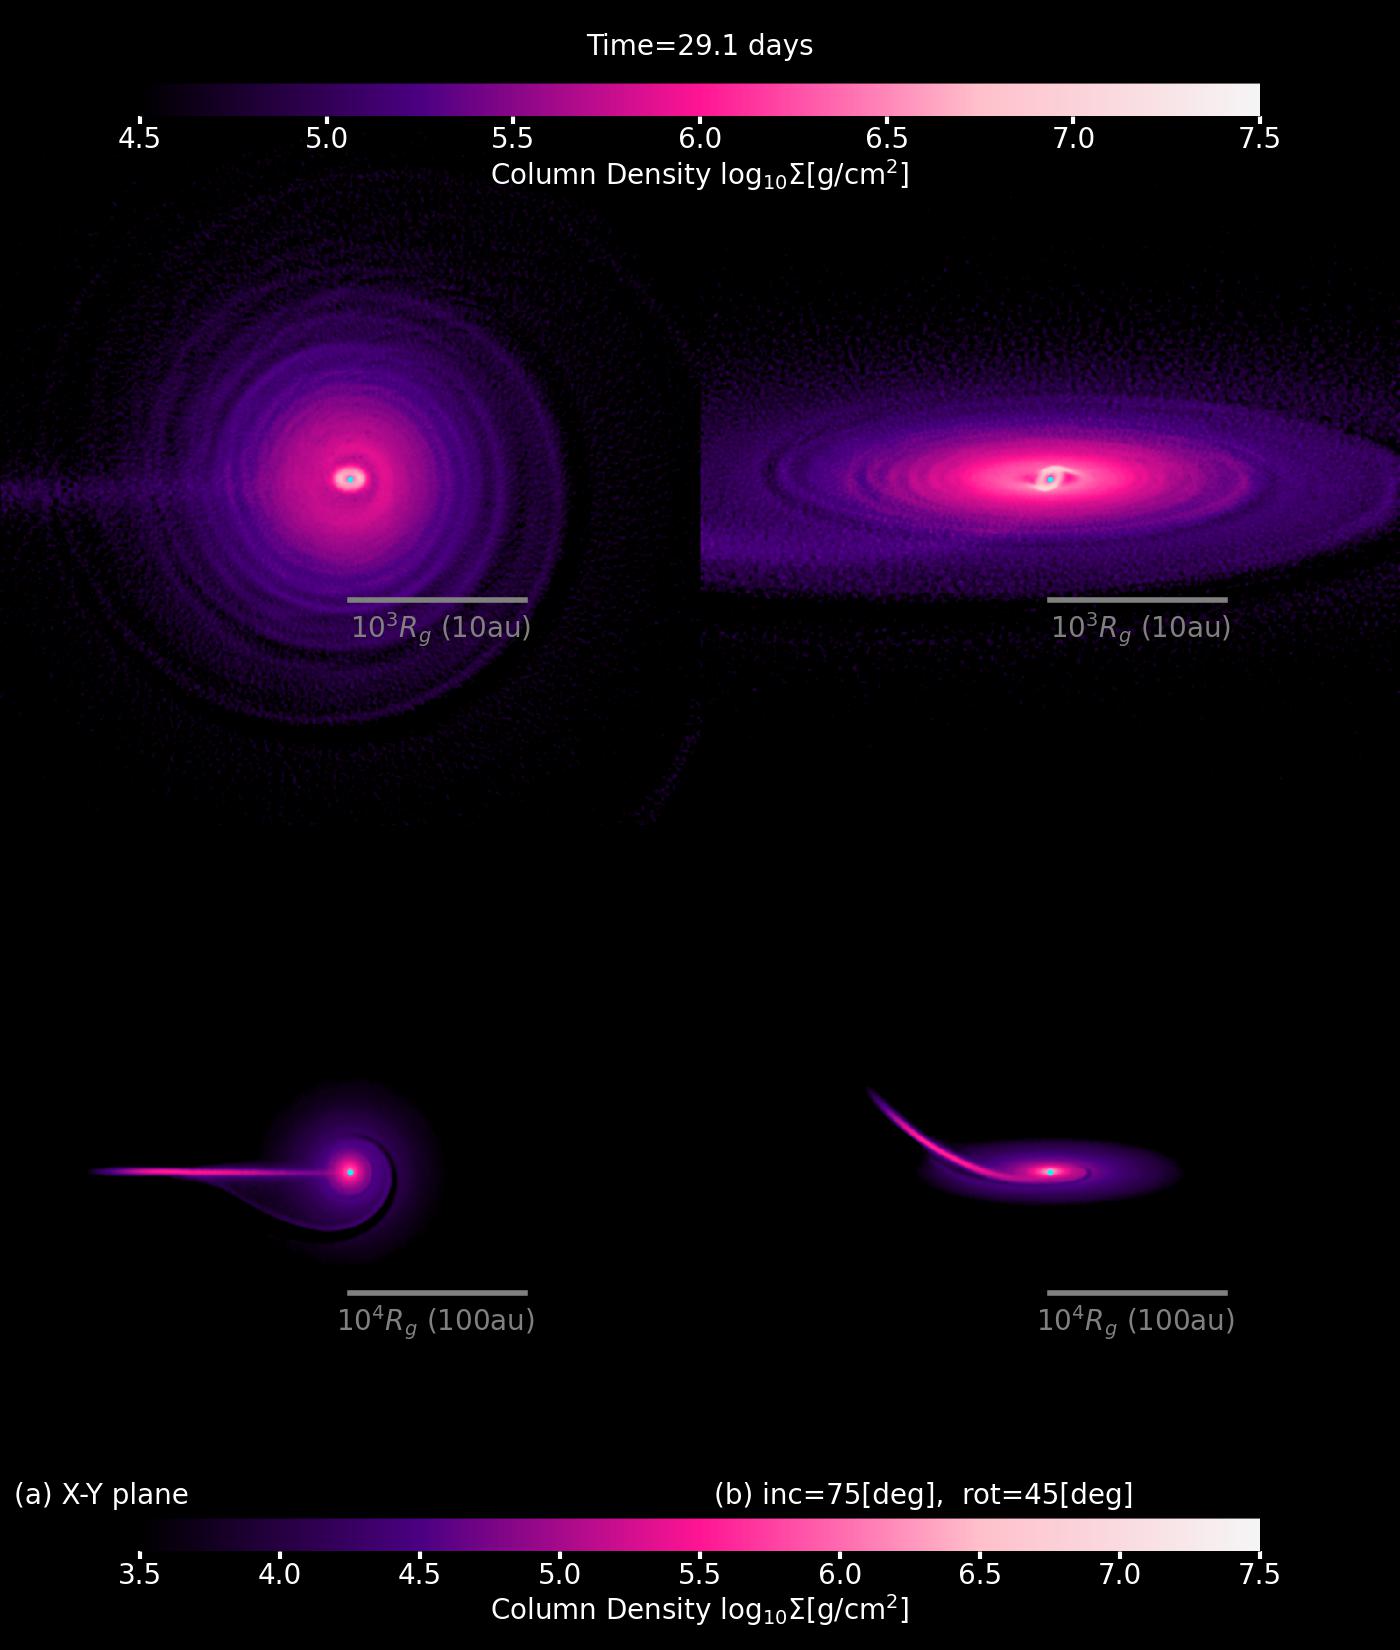 Time=29.1 days
4.5 5.0 5.5 6.0 6.5 7.0 7.5
Column Density log₁₀Σ[g/cm²]
10³R_g (10au) 10³R_g (10au)
10⁴R_g (100au) 10⁴R_g (100au)
(a) X-Y plane (b) inc=75[deg], rot=45[deg]
3.5 4.0 4.5 5.0 5.5 6.0 6.5 7.0 7.5
Column Density log₁₀Σ[g/cm²]